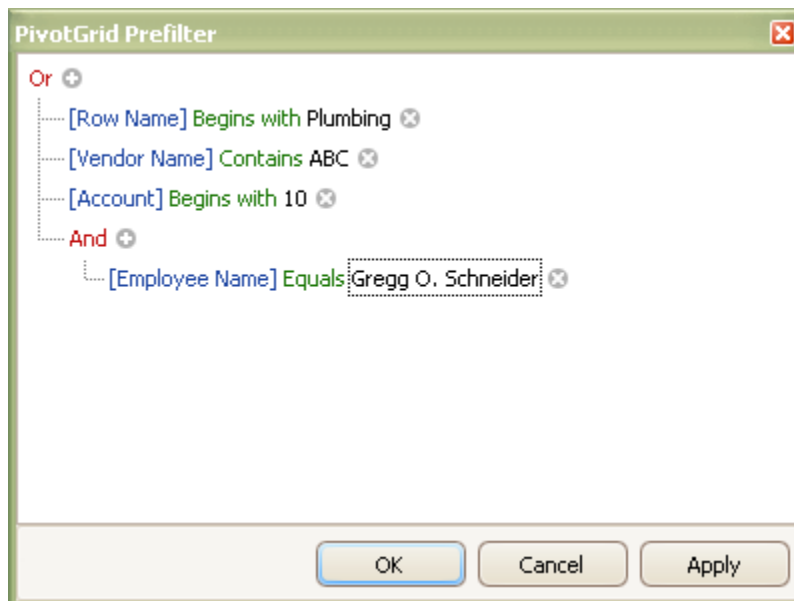 PivotGrid Prefilter
Or
[Row Name] Begins with Plumbing
[Vendor Name] Contains ABC
[Account] Begins with 10
And
[Employee Name] Equals Gregg O. Schneider
OK Cancel Apply